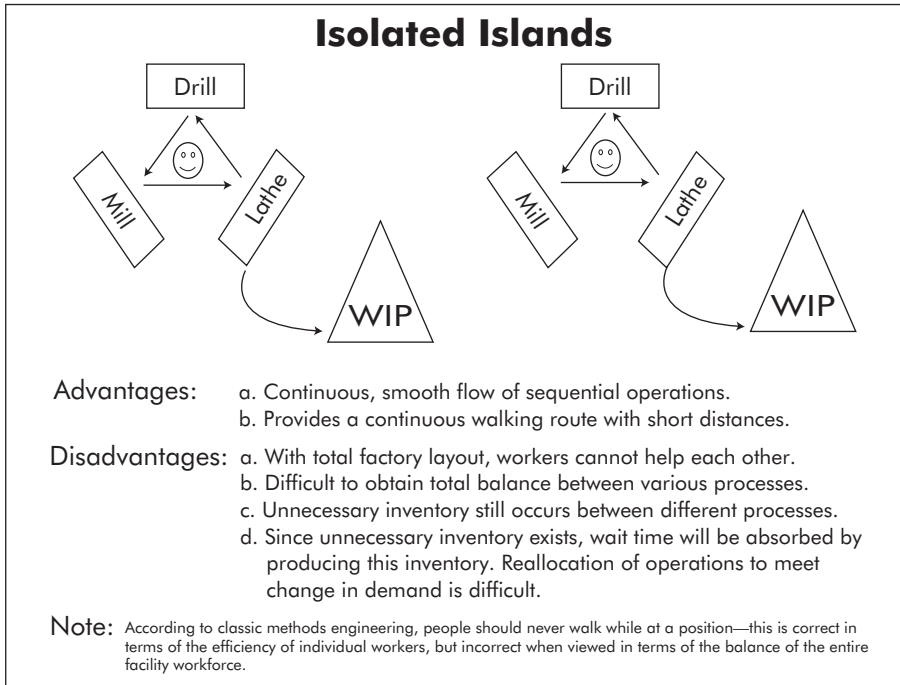 Isolated Islands
Drill
Mill
Lathe
WIP
Drill
Mill
Lathe
WIP
Advantages: a. Continuous, smooth flow of sequential operations.
b. Provides a continuous walking route with short distances.
Disadvantages: a. With total factory layout, workers cannot help each other.
b. Difficult to obtain total balance between various processes.
c. Unnecessary inventory still occurs between different processes.
d. Since unnecessary inventory exists, wait time will be absorbed by
producing this inventory. Reallocation of operations to meet
change in demand is difficult.
Note: According to classic methods engineering, people should never walk while at a position—this is correct in
terms of the efficiency of individual workers, but incorrect when viewed in terms of the balance of the entire
facility workforce.